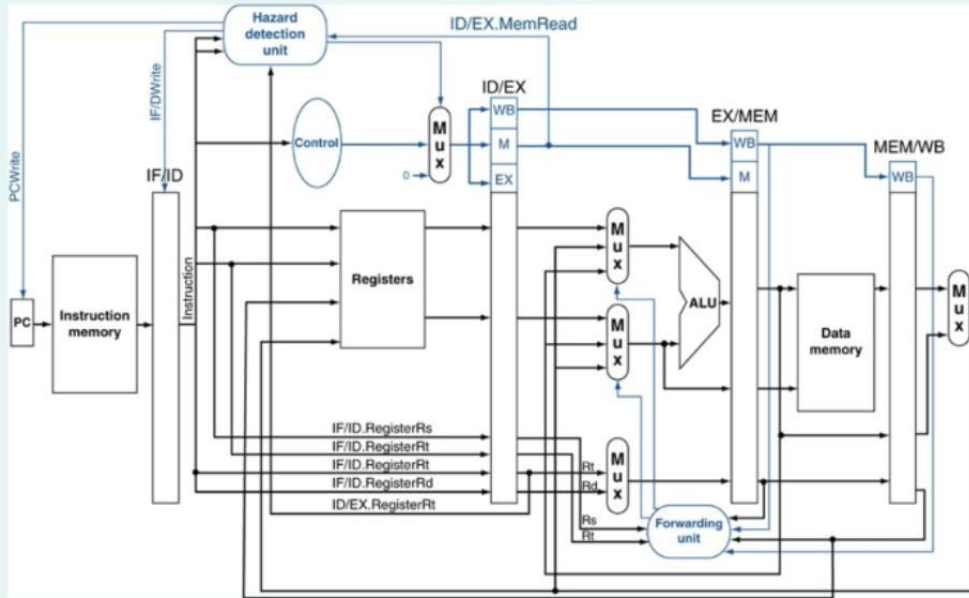 Hazard
detection
unit
ID/EX.MemRead
PCWrite
IF/DWrite
ID/EX
EX/MEM
MEM/WB
IF/ID
Control
0
M
u
x
WB
M
EX
WB
M
WB
PC
Instruction
memory
Instruction
Registers
M
u
x
M
u
x
ALU
Data
memory
M
u
x
IF/ID.RegisterRs
IF/ID.RegisterRt
IF/ID.RegisterRt
IF/ID.RegisterRd
ID/EX.RegisterRt
Rt
Rd
M
u
x
Rs
Rt
Forwarding
unit